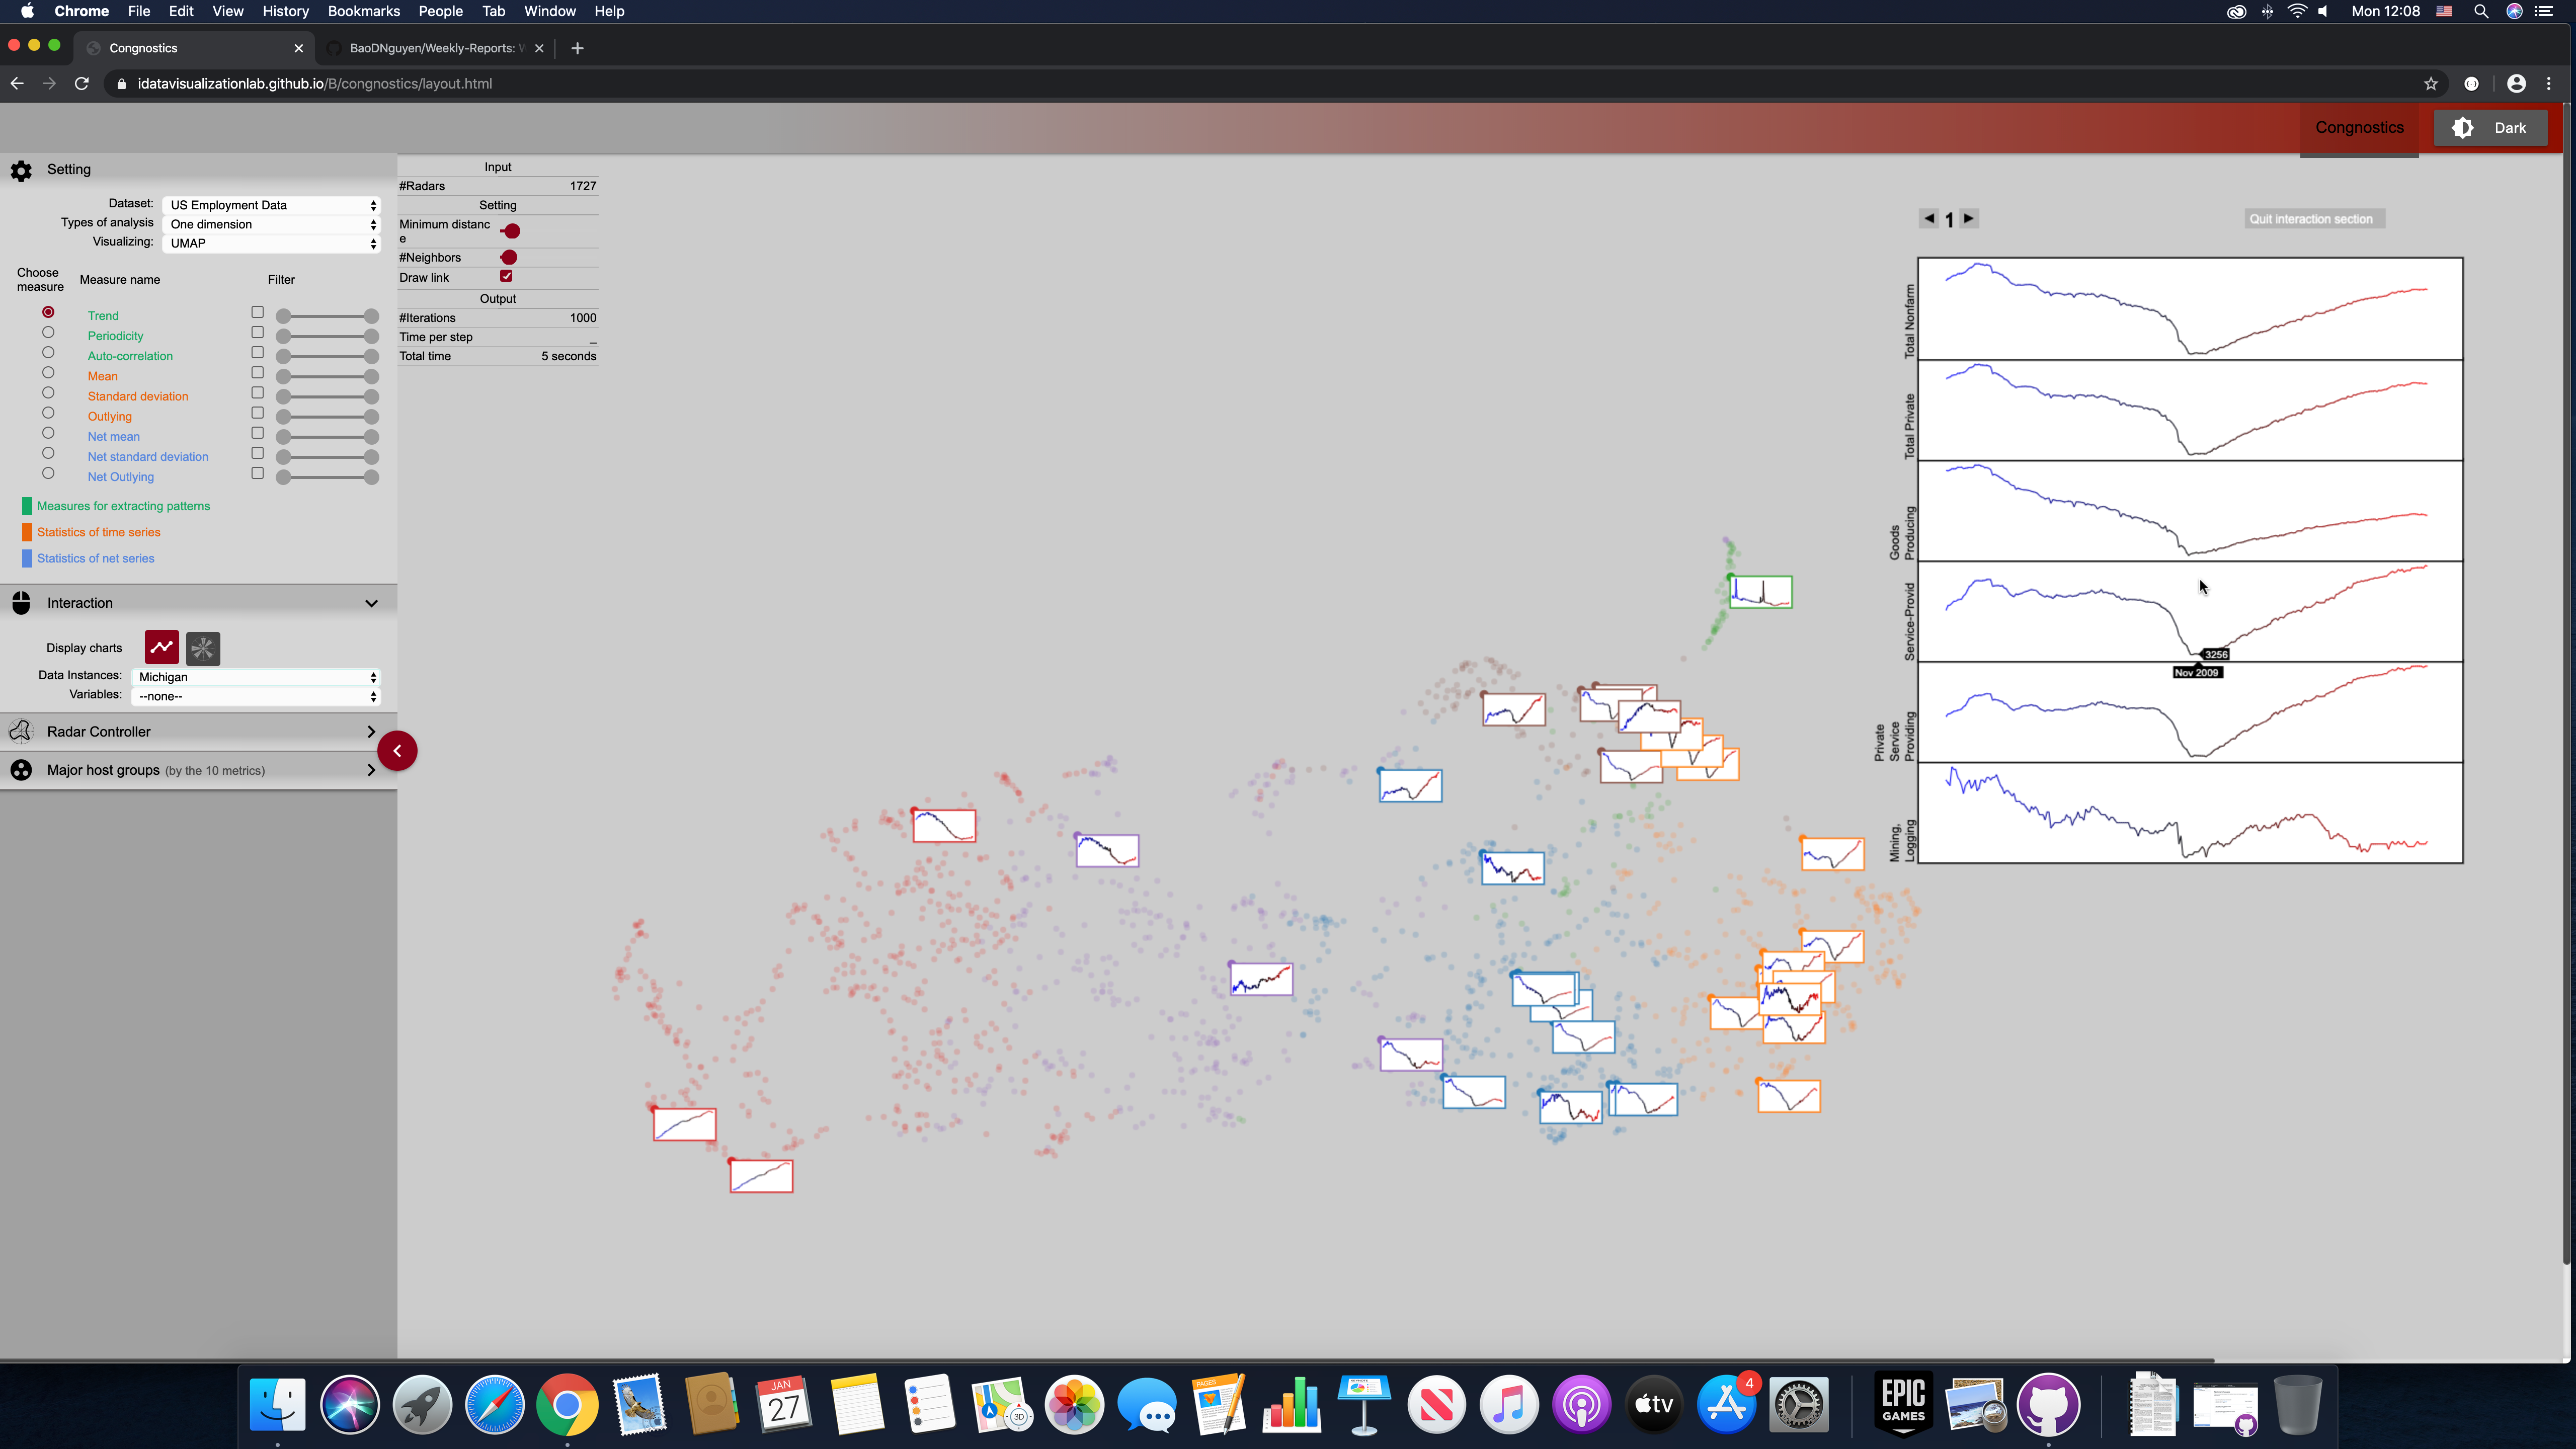 Chrome File Edit View History Bookmarks People Tab Window Help
Mon 12:08
Congnostics
BaoDNguyen/Weekly-Reports:
idatavisualizationlab.github.io/B/congnostics/layout.html
Congnostics
Dark
Setting
Dataset: US Employment Data
Types of analysis One dimension
Visualizing: UMAP
Choose measure Measure name Filter
Trend
Periodicity
Auto-correlation
Mean
Standard deviation
Outlying
Net mean
Net standard deviation
Net Outlying
Measures for extracting patterns
Statistics of time series
Statistics of net series
Interaction
Display charts
Data Instances: Michigan
Variables: --none--
Radar Controller
Major host groups (by the 10 metrics)
Input
#Radars 1727
Setting
Minimum distanc
e
#Neighbors
Draw link
Output
#Iterations 1000
Time per step _
Total time 5 seconds
1
Quit interaction section
Total Nonfarm
Total Private
Goods
Producing
Service-Provid
3256
Nov 2009
Private
Service
Providing
Mining,
Logging
JAN
27
3D
PAGES
tv
4
EPIC
GAMES